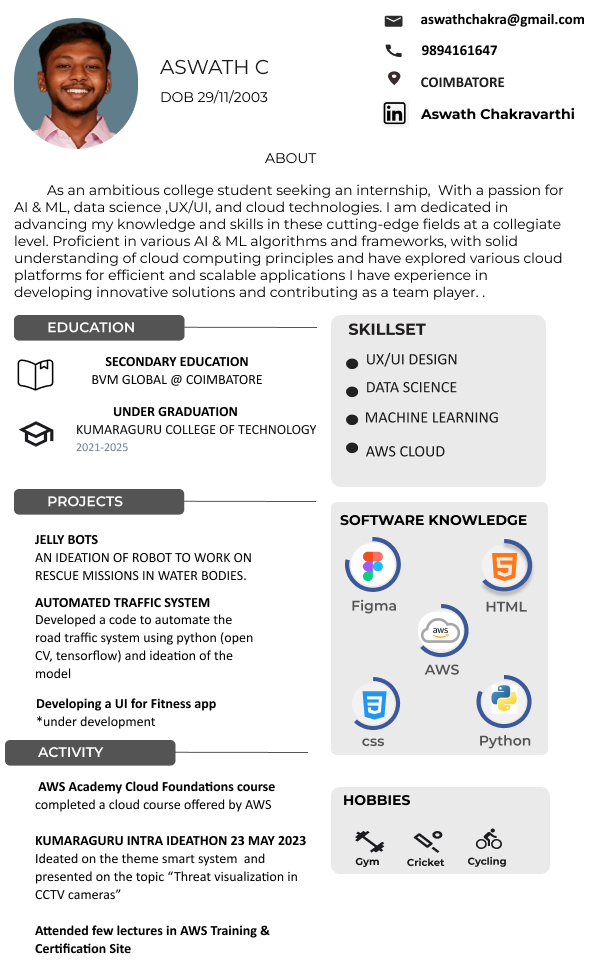 aswathchakra@gmail.com
9894161647
COIMBATORE
in
Aswath Chakravarthi
ASWATH C
DOB 29/11/2003
ABOUT
As an ambitious college student seeking an internship, With a passion for
AI & ML, data science ,UX/UI, and cloud technologies. I am dedicated in
advancing my knowledge and skills in these cutting-edge fields at a collegiate
level. Proficient in various AI & ML algorithms and frameworks, with solid
understanding of cloud computing principles and have explored various cloud
platforms for efficient and scalable applications I have experience in
developing innovative solutions and contributing as a team player. .
EDUCATION
SECONDARY EDUCATION
BVM GLOBAL @ COIMBATORE
UNDER GRADUATION
KUMARAGURU COLLEGE OF TECHNOLOGY
2021-2025
SKILLSET
UX/UI DESIGN
DATA SCIENCE
MACHINE LEARNING
AWS CLOUD
PROJECTS
JELLY BOTS
AN IDEATION OF ROBOT TO WORK ON
RESCUE MISSIONS IN WATER BODIES.
AUTOMATED TRAFFIC SYSTEM
Developed a code to automate the
road traffic system using python (open
CV, tensorflow) and ideation of the
model
Developing a UI for Fitness app
*under development
SOFTWARE KNOWLEDGE
Figma
HTML
aws
AWS
css
Python
ACTIVITY
AWS Academy Cloud Foundations course
completed a cloud course offered by AWS
KUMARAGURU INTRA IDEATHON 23 MAY 2023
Ideated on the theme smart system and
presented on the topic “Threat visualization in
CCTV cameras”
Attended few lectures in AWS Training &
Certification Site
HOBBIES
Gym
Cricket
Cycling